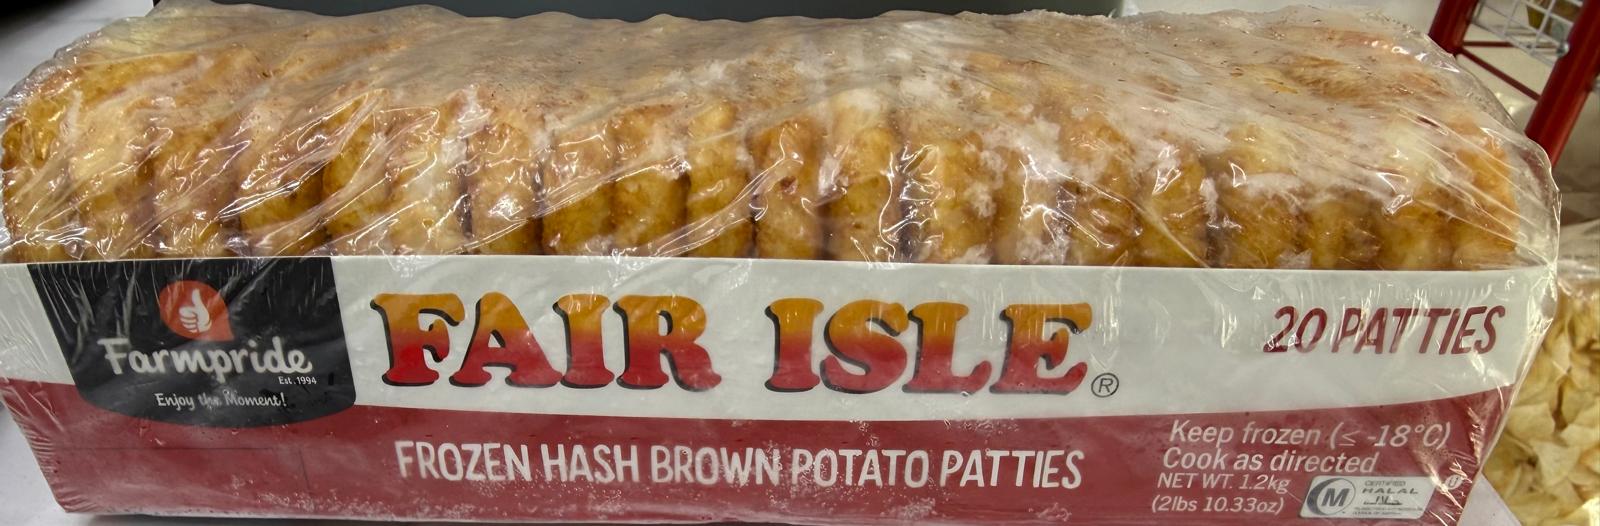 Farmpride
Est. 1994
Enjoy the Moment!
FAIR ISLE®
20 PATTIES
FROZEN HASH BROWN POTATO PATTIES
Keep frozen (≤ -18°C)
Cook as directed
NET WT. 1.2kg
(2lbs 10.33oz)
M
CERTIFIED
HALAL